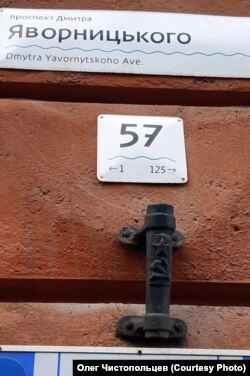 проспект Дмитра
Яворницького
Dmytra Yavornytskoho Ave.
57
←1 125→
Олег Чистопольцев (Courtesy Photo)